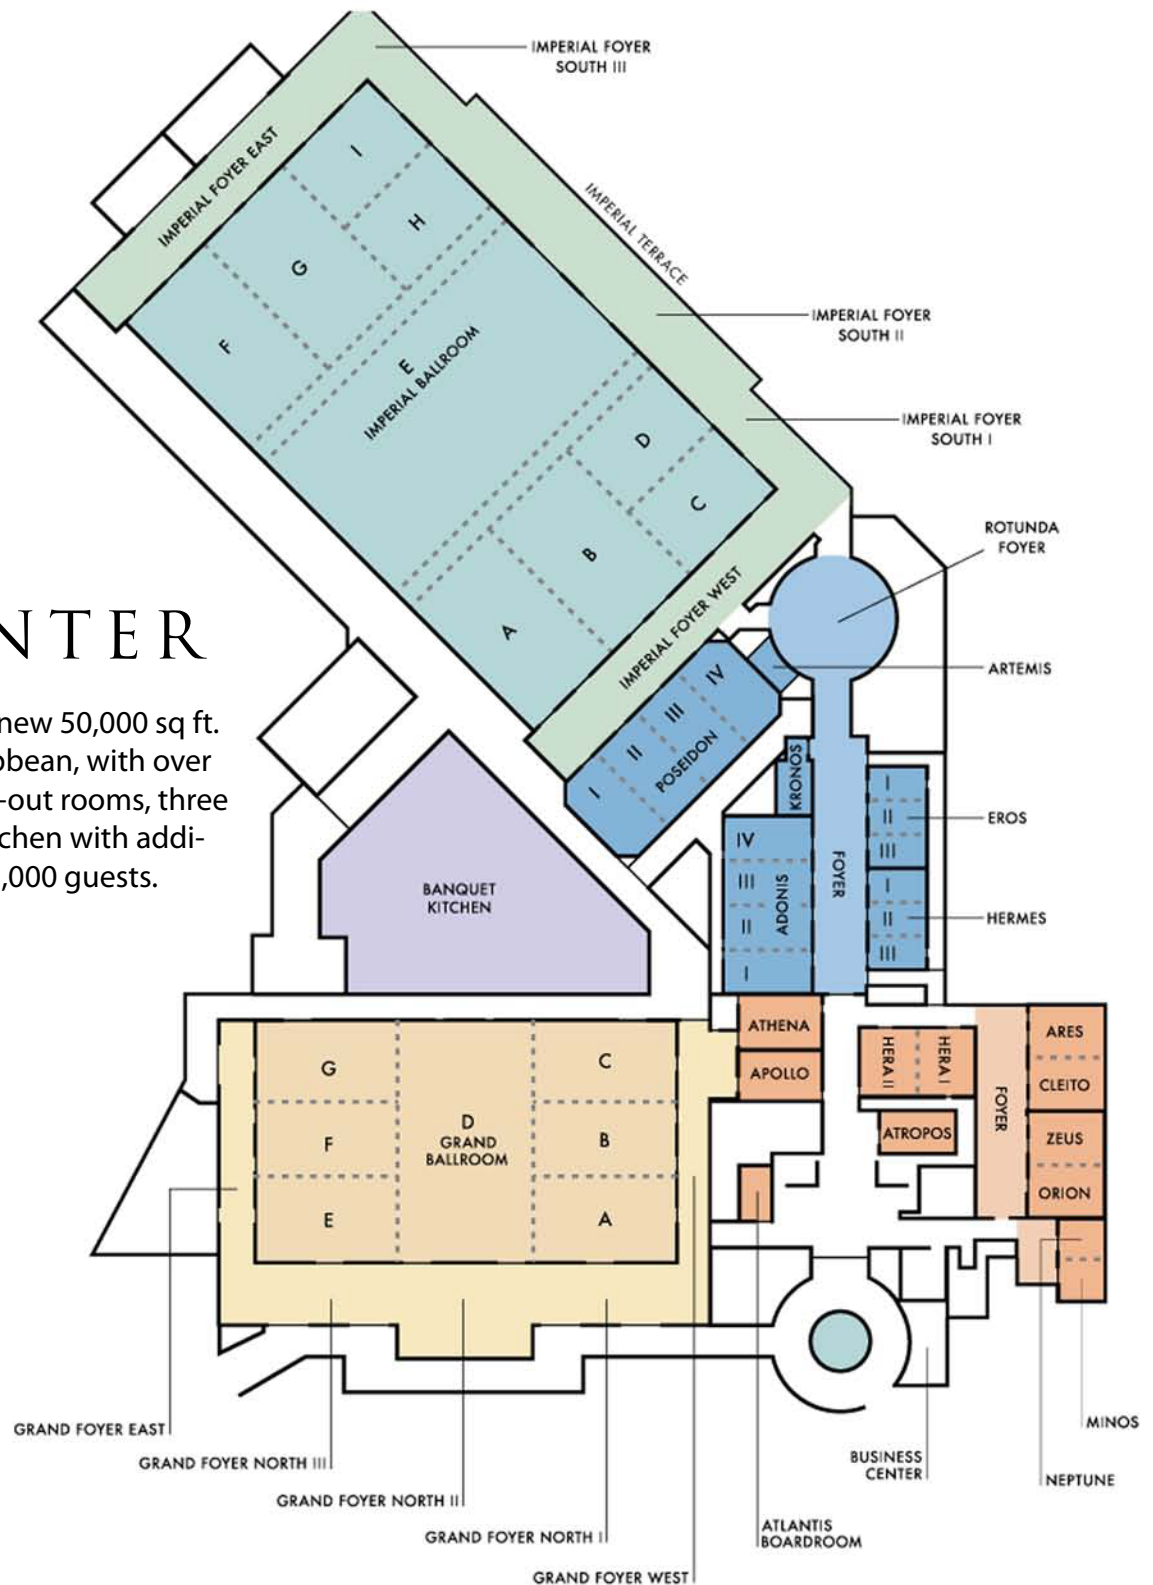 IMPERIAL FOYER
SOUTH III
IMPERIAL FOYER EAST
I
H
G
F
IMPERIAL TERRACE
IMPERIAL FOYER
SOUTH II
E
IMPERIAL BALLROOM
IMPERIAL FOYER
SOUTH I
D
C
B
A
ROTUNDA
FOYER
IMPERIAL FOYER WEST
NTER
ARTEMIS
new 50,000 sq ft.
bbean, with over
-out rooms, three
tchen with addi-
,000 guests.
IV
III
II
I
POSEIDON
KRONOS
I
II
III
EROS
IV
III
II
I
ADONIS
FOYER
I
II
III
HERMES
BANQUET
KITCHEN
ATHENA
APOLLO
HERA II
HERA I
FOYER
ARES
CLEITO
ATROPOS
ZEUS
ORION
G
F
E
D
GRAND
BALLROOM
C
B
A
GRAND FOYER EAST
GRAND FOYER NORTH III
GRAND FOYER NORTH II
GRAND FOYER NORTH I
GRAND FOYER WEST
ATLANTIS
BOARDROOM
BUSINESS
CENTER
NEPTUNE
MINOS